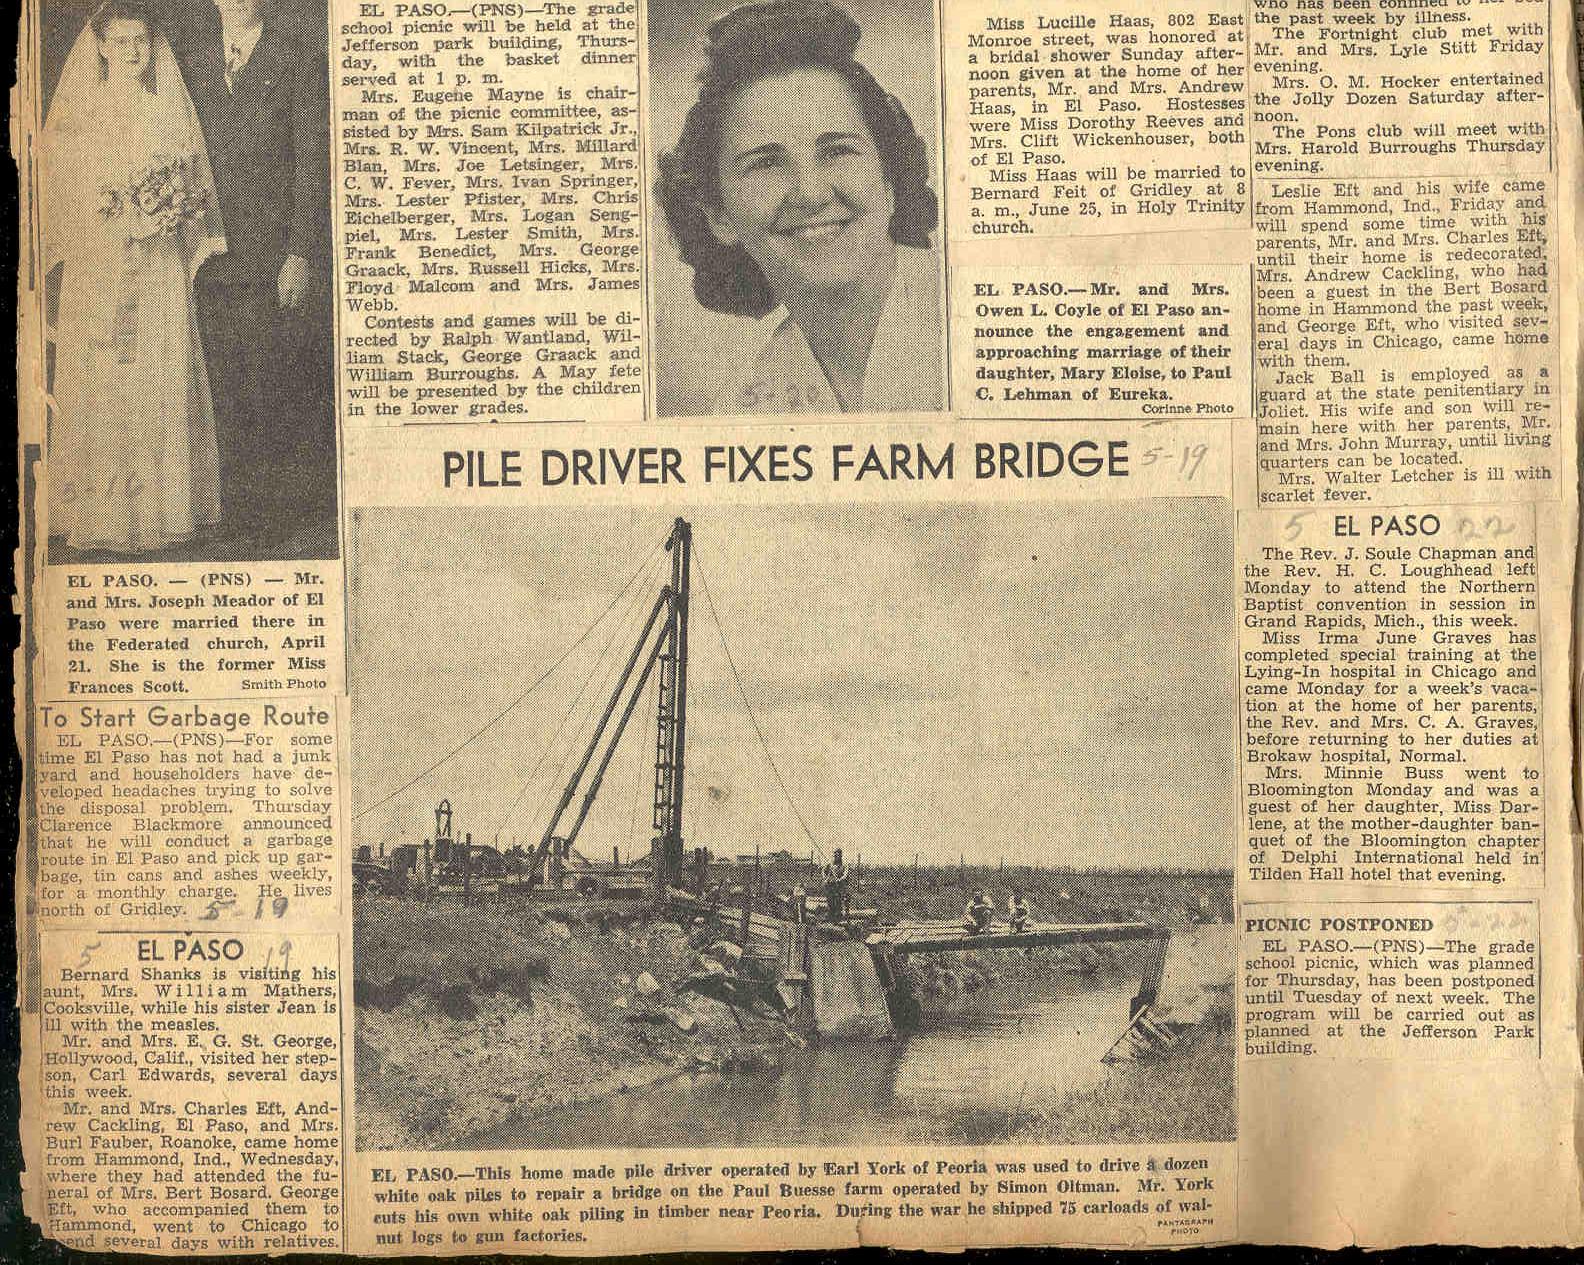 5-16
EL PASO. — (PNS) — Mr.
and Mrs. Joseph Meador of El
Paso were married there in
the Federated church, April
21. She is the former Miss
Frances Scott. Smith Photo
To Start Garbage Route
EL PASO.—(PNS)—For some
time El Paso has not had a junk
yard and householders have de-
veloped headaches trying to solve
the disposal problem. Thursday
Clarence Blackmore announced
that he will conduct a garbage
route in El Paso and pick up gar-
bage, tin cans and ashes weekly,
for a monthly charge. He lives
north of Gridley. 5-19
5 EL PASO 19
Bernard Shanks is visiting his
aunt, Mrs. William Mathers,
Cooksville, while his sister Jean is
ill with the measles.
Mr. and Mrs. E. G. St. George,
Hollywood, Calif., visited her step-
son, Carl Edwards, several days
this week.
Mr. and Mrs. Charles Eft, And-
rew Cackling, El Paso, and Mrs.
Burl Fauber, Roanoke, came home
from Hammond, Ind., Wednesday,
where they had attended the fu-
neral of Mrs. Bert Bosard. George
Eft, who accompanied them to
Hammond, went to Chicago to
end several days with relatives.
EL PASO.—(PNS)—The grade
school picnic will be held at the
Jefferson park building, Thurs-
day, with the basket dinner
served at 1 p. m.
Mrs. Eugene Mayne is chair-
man of the picnic committee, as-
sisted by Mrs. Sam Kilpatrick Jr.,
Mrs. R. W. Vincent, Mrs. Millard
Blan, Mrs. Joe Letsinger, Mrs.
C. W. Fever, Mrs. Ivan Springer,
Mrs. Lester Pfister, Mrs. Chris
Eichelberger, Mrs. Logan Seng-
piel, Mrs. Lester Smith, Mrs.
Frank Benedict, Mrs. George
Graack, Mrs. Russell Hicks, Mrs.
Floyd Malcom and Mrs. James
Webb.
Contests and games will be di-
rected by Ralph Wantland, Wil-
liam Stack, George Graack and
William Burroughs. A May fete
will be presented by the children
in the lower grades.
Miss Lucille Haas, 802 East
Monroe street, was honored at
a bridal shower Sunday after-
noon given at the home of her
parents, Mr. and Mrs. Andrew
Haas, in El Paso. Hostesses
were Miss Dorothy Reeves and
Mrs. Clift Wickenhouser, both
of El Paso.
Miss Haas will be married to
Bernard Feit of Gridley at 8
a. m., June 25, in Holy Trinity
church.
EL PASO.—Mr. and Mrs.
Owen L. Coyle of El Paso an-
nounce the engagement and
approaching marriage of their
daughter, Mary Eloise, to Paul
C. Lehman of Eureka.
Corinne Photo
PILE DRIVER FIXES FARM BRIDGE 5-19
EL PASO.—This home made pile driver operated by Earl York of Peoria was used to drive a dozen
white oak piles to repair a bridge on the Paul Buesse farm operated by Simon Oltman. Mr. York
cuts his own white oak piling in timber near Peoria. During the war he shipped 75 carloads of wal-
nut logs to gun factories.
PANTAGRAPH
PHOTO
who has been confined to her
the past week by illness.
The Fortnight club met with
Mr. and Mrs. Lyle Stitt Friday
evening.
Mrs. O. M. Hocker entertained
the Jolly Dozen Saturday after-
noon.
The Pons club will meet with
Mrs. Harold Burroughs Thursday
evening.
Leslie Eft and his wife came
from Hammond, Ind., Friday and
will spend some time with his
parents, Mr. and Mrs. Charles Eft,
until their home is redecorated.
Mrs. Andrew Cackling, who had
been a guest in the Bert Bosard
home in Hammond the past week,
and George Eft, who visited sev-
eral days in Chicago, came home
with them.
Jack Ball is employed as a
guard at the state penitentiary in
Joliet. His wife and son will re-
main here with her parents, Mr.
and Mrs. John Murray, until living
quarters can be located.
Mrs. Walter Letcher is ill with
scarlet fever.
5 EL PASO 22
The Rev. J. Soule Chapman and
the Rev. H. C. Loughhead left
Monday to attend the Northern
Baptist convention in session in
Grand Rapids, Mich., this week.
Miss Irma June Graves has
completed special training at the
Lying-In hospital in Chicago and
came Monday for a week's vaca-
tion at the home of her parents,
the Rev. and Mrs. C. A. Graves,
before returning to her duties at
Brokaw hospital, Normal.
Mrs. Minnie Buss went to
Bloomington Monday and was a
guest of her daughter, Miss Dar-
lene, at the mother-daughter ban-
quet of the Bloomington chapter
of Delphi International held in
Tilden Hall hotel that evening.
PICNIC POSTPONED 5-22
EL PASO.—(PNS)—The grade
school picnic, which was planned
for Thursday, has been postponed
until Tuesday of next week. The
program will be carried out as
planned at the Jefferson Park
building.